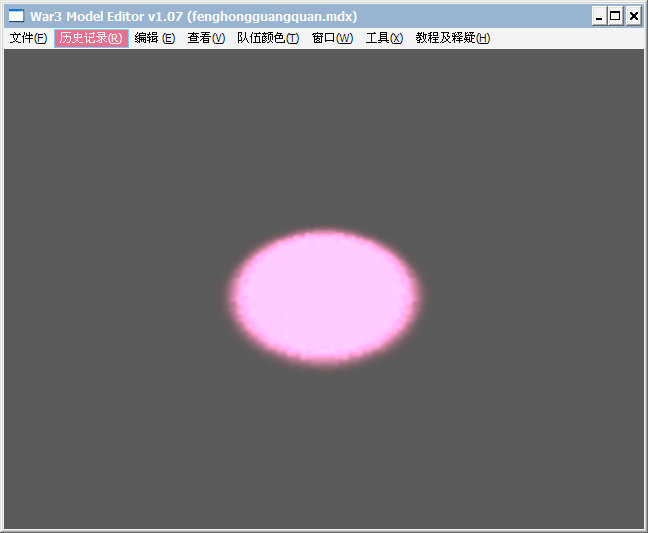 War3 Model Editor v1.07 (fenghongguangquan.mdx)
文件(F) 历史记录(R) 编辑 (E) 查看(V) 队伍颜色(T) 窗口(W) 工具(X) 教程及释疑(H)